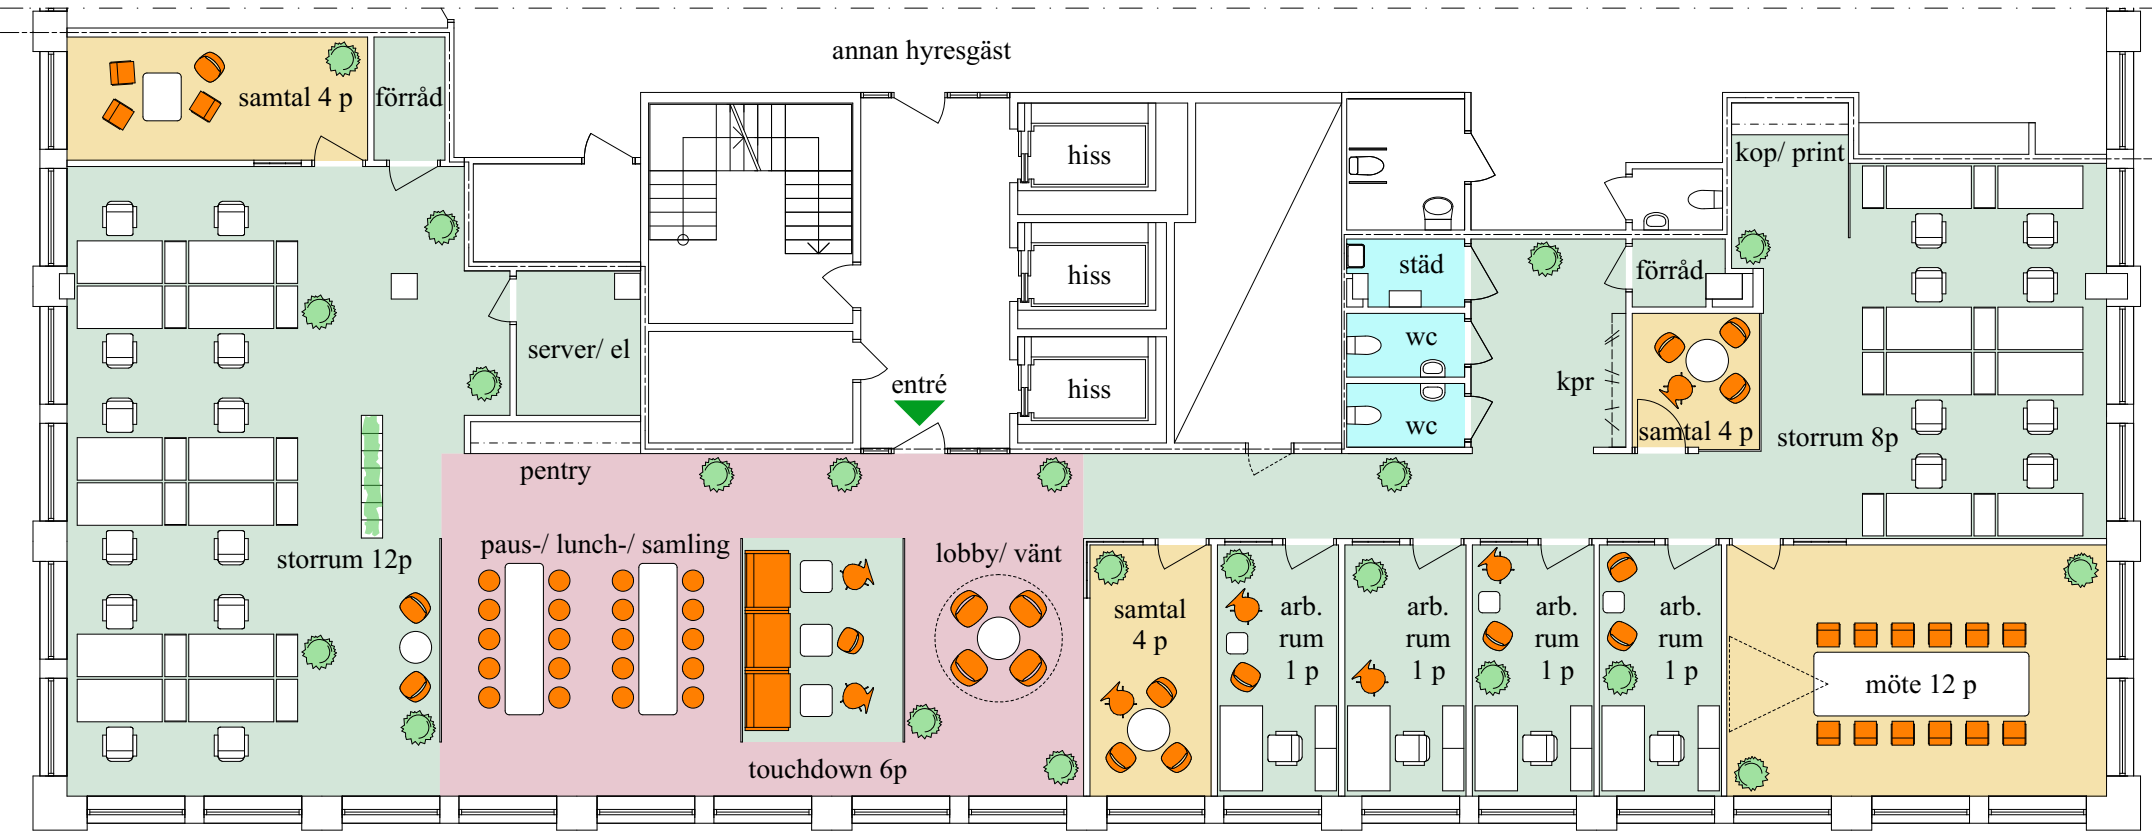 annan hyresgäst
samtal 4 p
förråd
hiss
kop/ print
städ
förråd
hiss
server/ el
wc
entré
hiss
kpr
wc
samtal 4 p
storrum 8p
pentry
storrum 12p
paus-/ lunch-/ samling
lobby/ vänt
samtal
4 p
arb.
rum
1 p
arb.
rum
1 p
arb.
rum
1 p
arb.
rum
1 p
möte 12 p
touchdown 6p